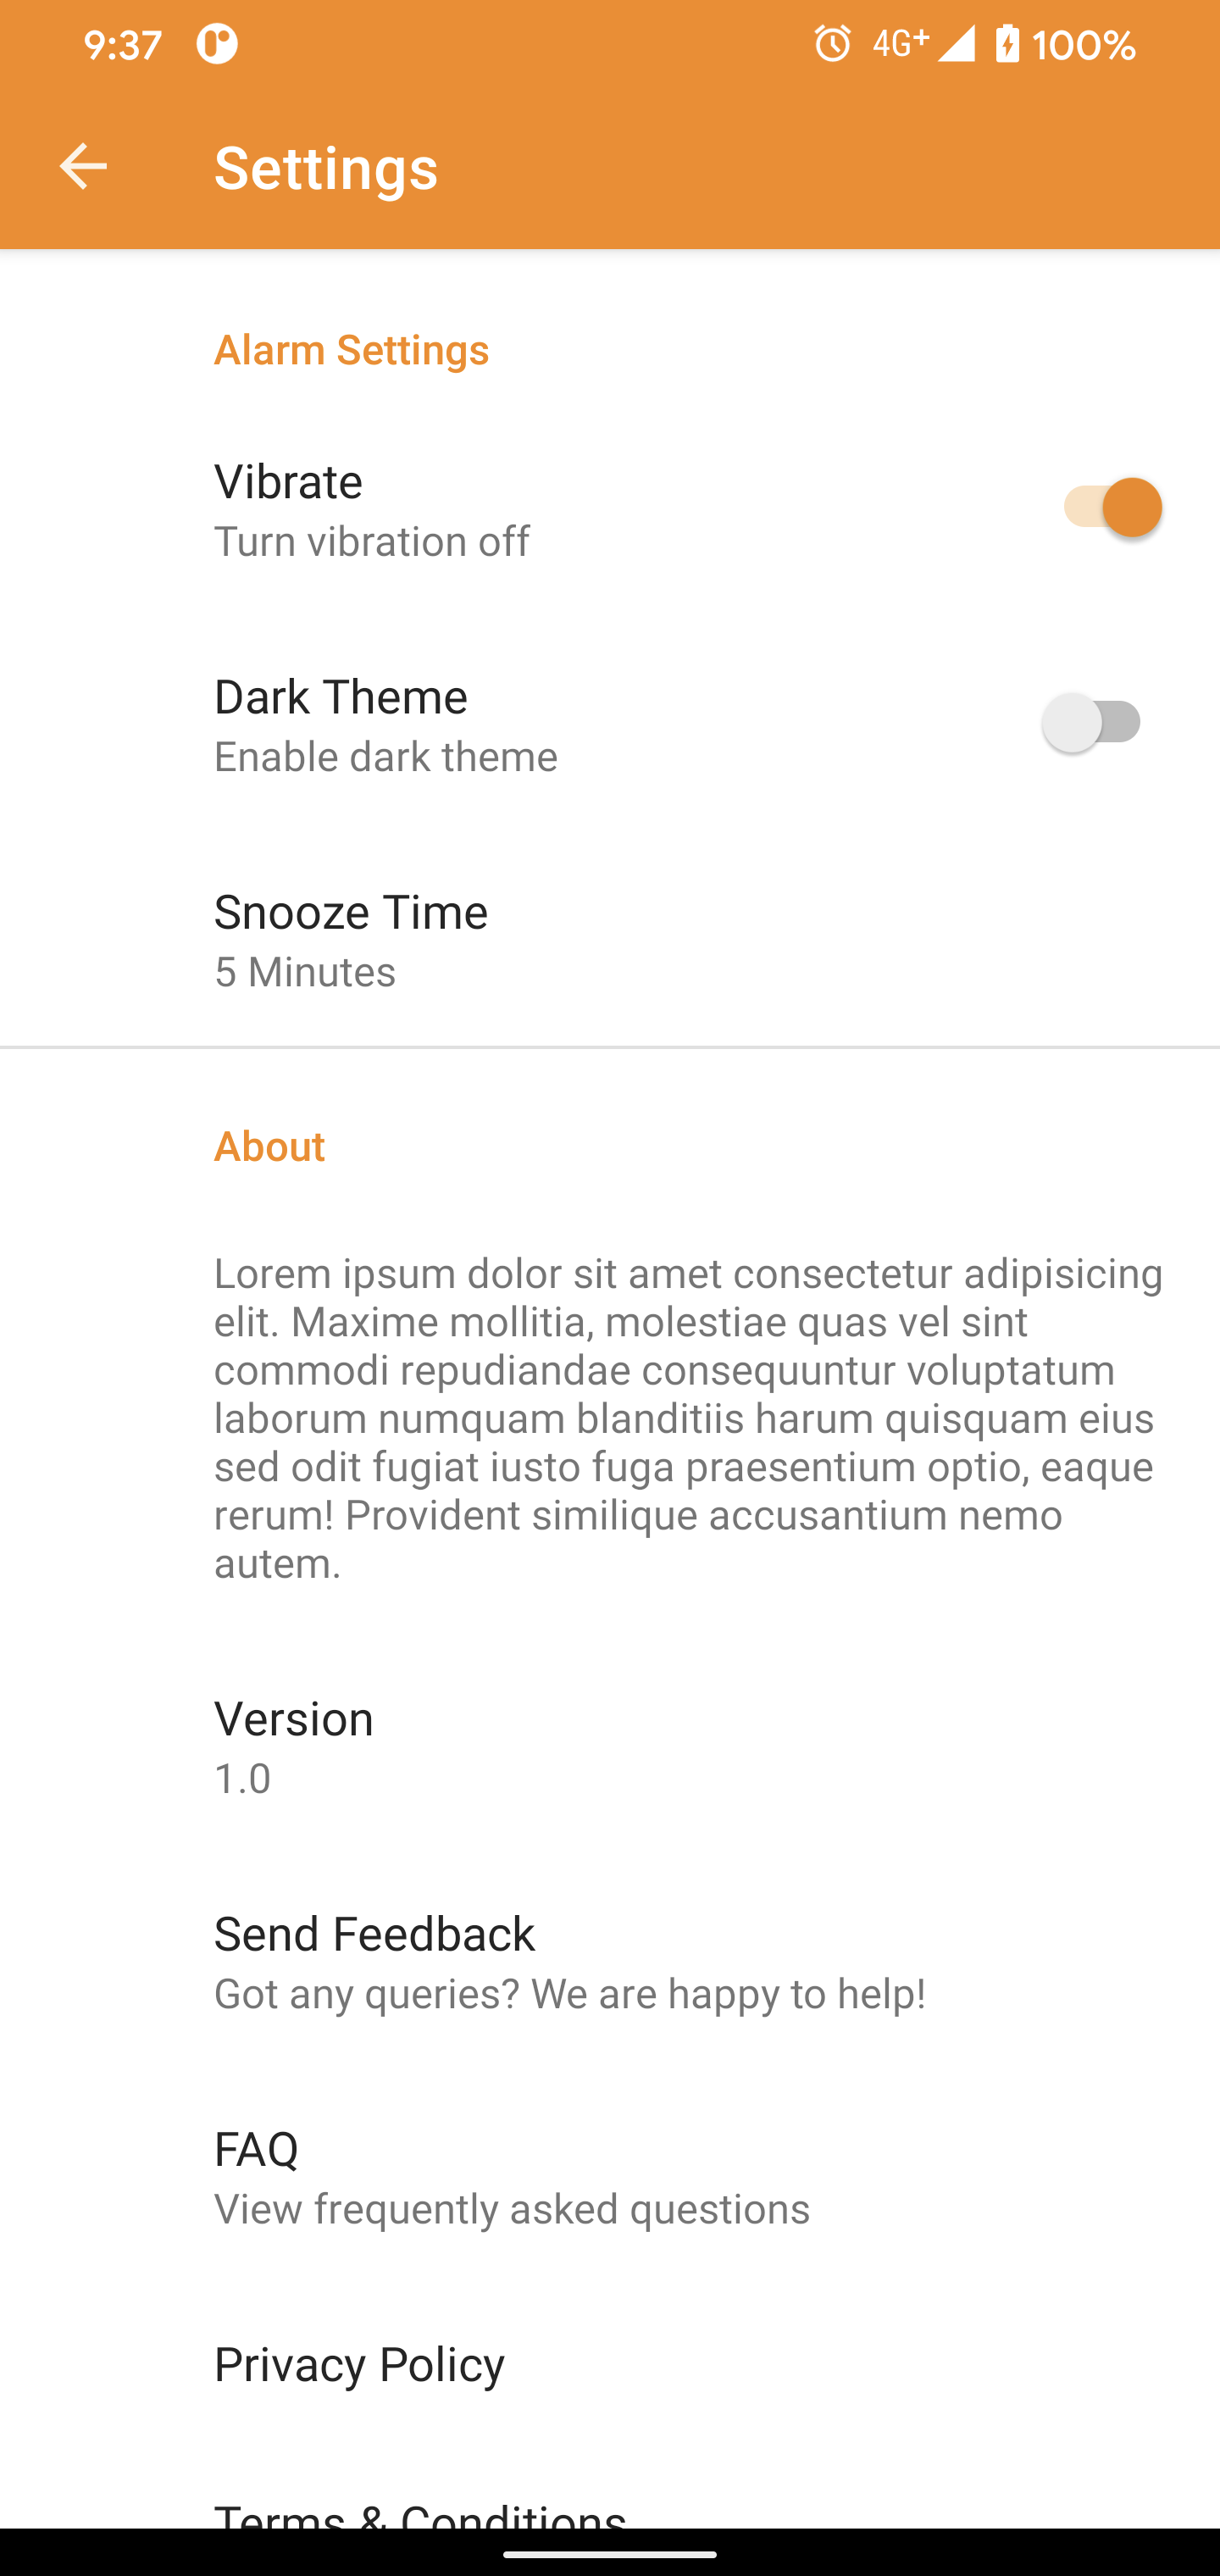 9:37 4G+ 100%
Settings
Alarm Settings
Vibrate
Turn vibration off
Dark Theme
Enable dark theme
Snooze Time
5 Minutes
About
Lorem ipsum dolor sit amet consectetur adipisicing
elit. Maxime mollitia, molestiae quas vel sint
commodi repudiandae consequuntur voluptatum
laborum numquam blanditiis harum quisquam eius
sed odit fugiat iusto fuga praesentium optio, eaque
rerum! Provident similique accusantium nemo
autem.
Version
1.0
Send Feedback
Got any queries? We are happy to help!
FAQ
View frequently asked questions
Privacy Policy
Terms & Conditions